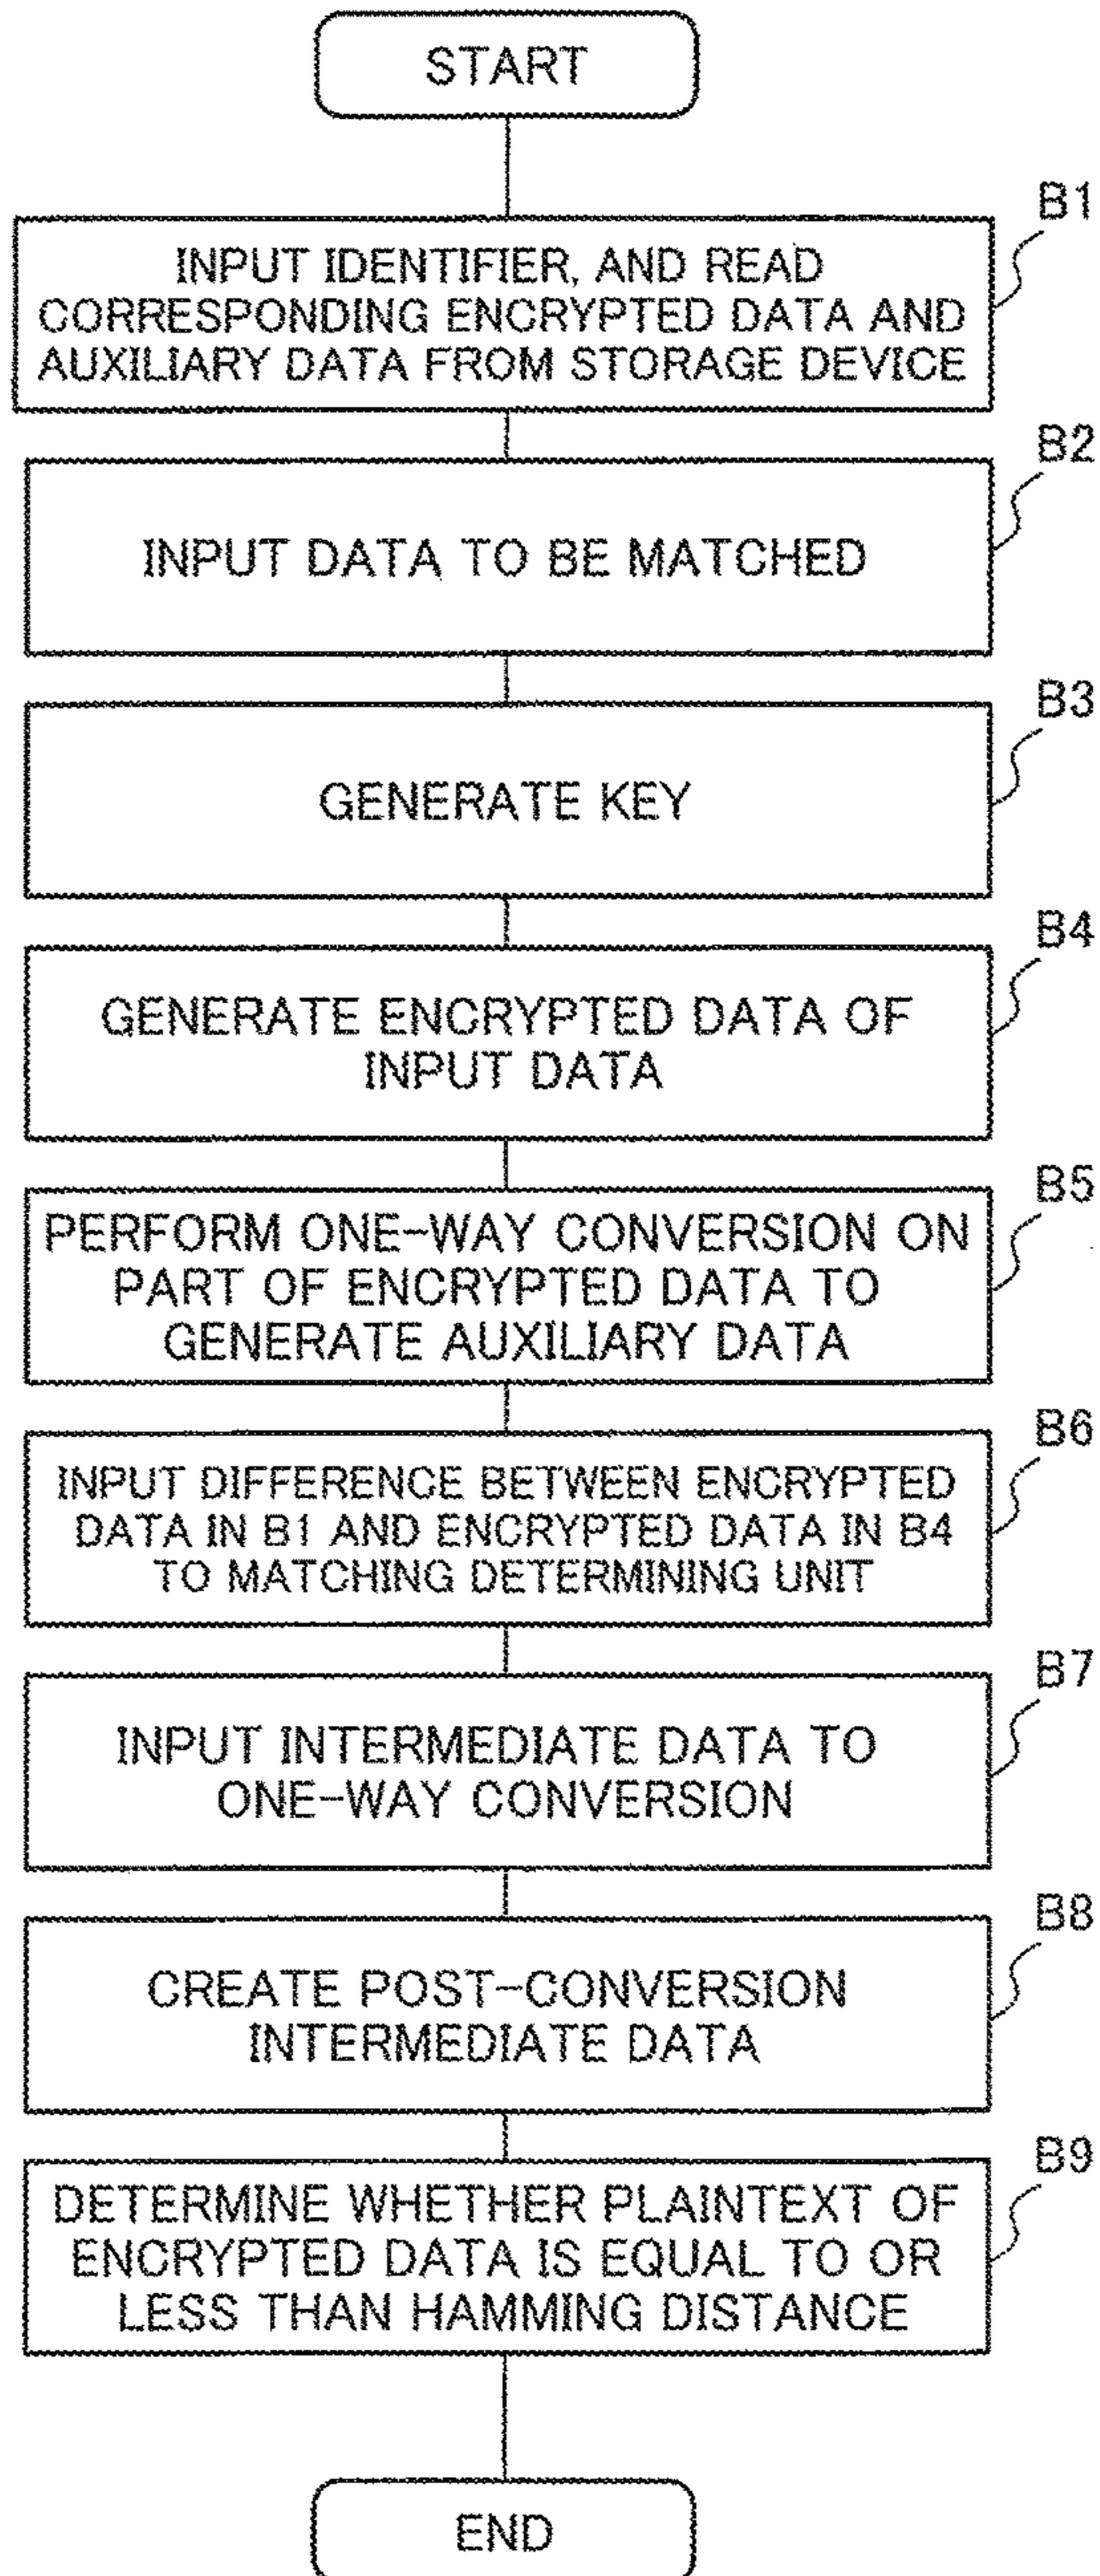 START
B1
INPUT IDENTIFIER, AND READ
CORRESPONDING ENCRYPTED DATA AND
AUXILIARY DATA FROM STORAGE DEVICE
B2
INPUT DATA TO BE MATCHED
B3
GENERATE KEY
B4
GENERATE ENCRYPTED DATA OF
INPUT DATA
B5
PERFORM ONE-WAY CONVERSION ON
PART OF ENCRYPTED DATA TO
GENERATE AUXILIARY DATA
B6
INPUT DIFFERENCE BETWEEN ENCRYPTED
DATA IN B1 AND ENCRYPTED DATA IN B4
TO MATCHING DETERMINING UNIT
B7
INPUT INTERMEDIATE DATA TO
ONE-WAY CONVERSION
B8
CREATE POST-CONVERSION
INTERMEDIATE DATA
B9
DETERMINE WHETHER PLAINTEXT OF
ENCRYPTED DATA IS EQUAL TO OR
LESS THAN HAMMING DISTANCE
END